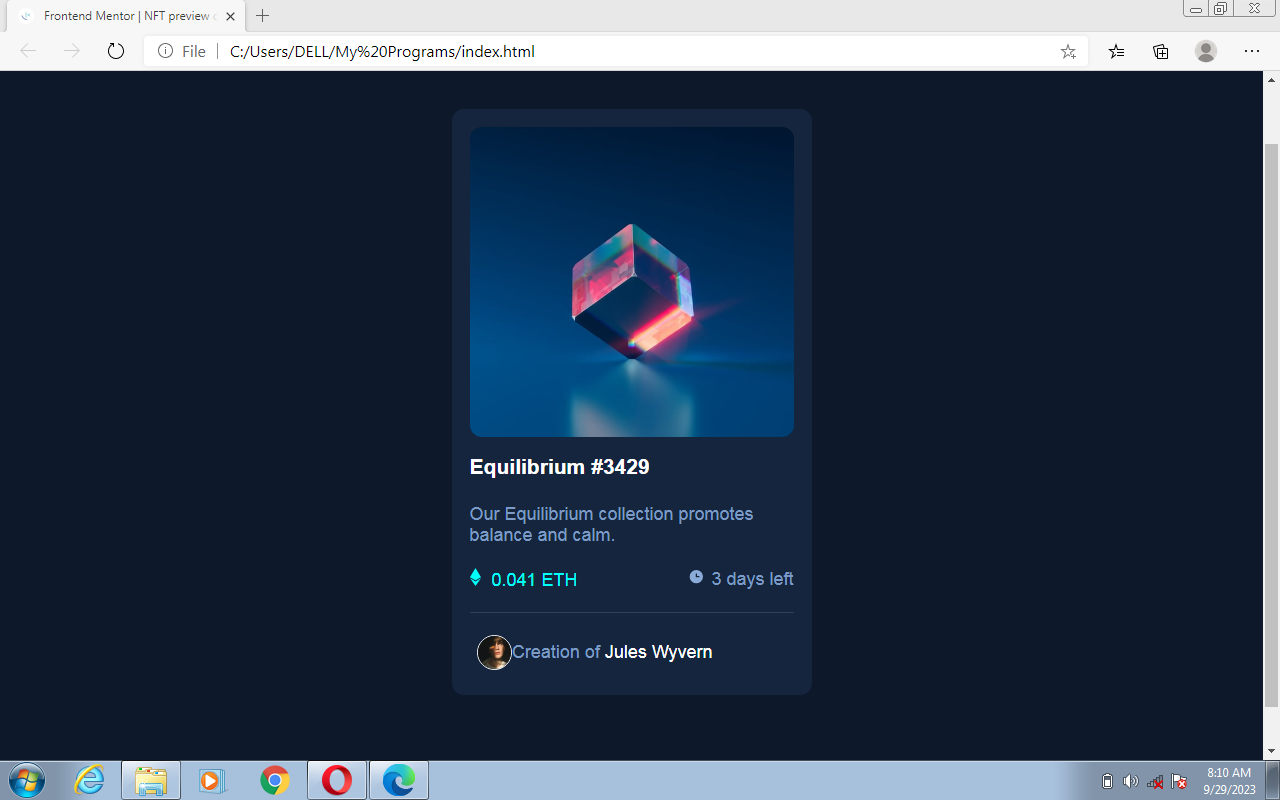 Frontend Mentor | NFT preview
File | C:/Users/DELL/My%20Programs/index.html
Equilibrium #3429
Our Equilibrium collection promotes
balance and calm.
0.041 ETH
3 days left
Creation of Jules Wyvern
8:10 AM
9/29/2023